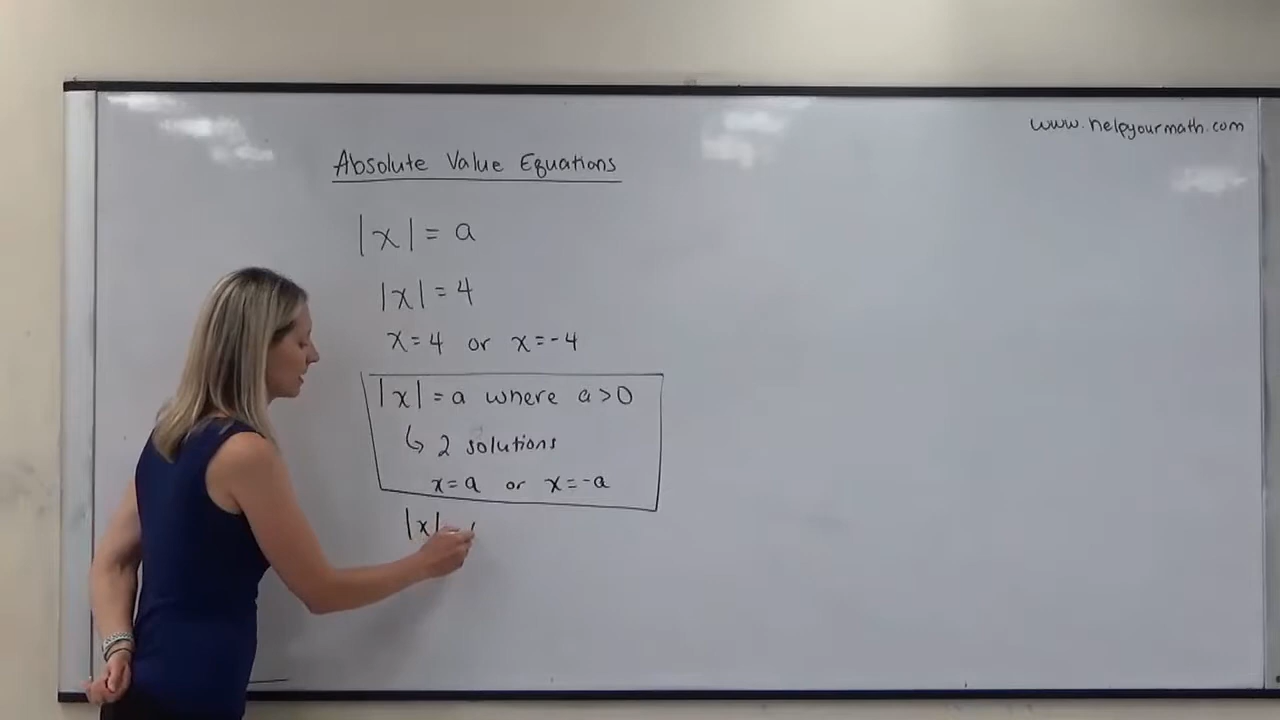 www.helpyourmath.com
Absolute Value Equations
|x| = a
|x| = 4
x = 4 or x = -4
|x| = a where a > 0
↳ 2 solutions
x = a or x = -a
|x|